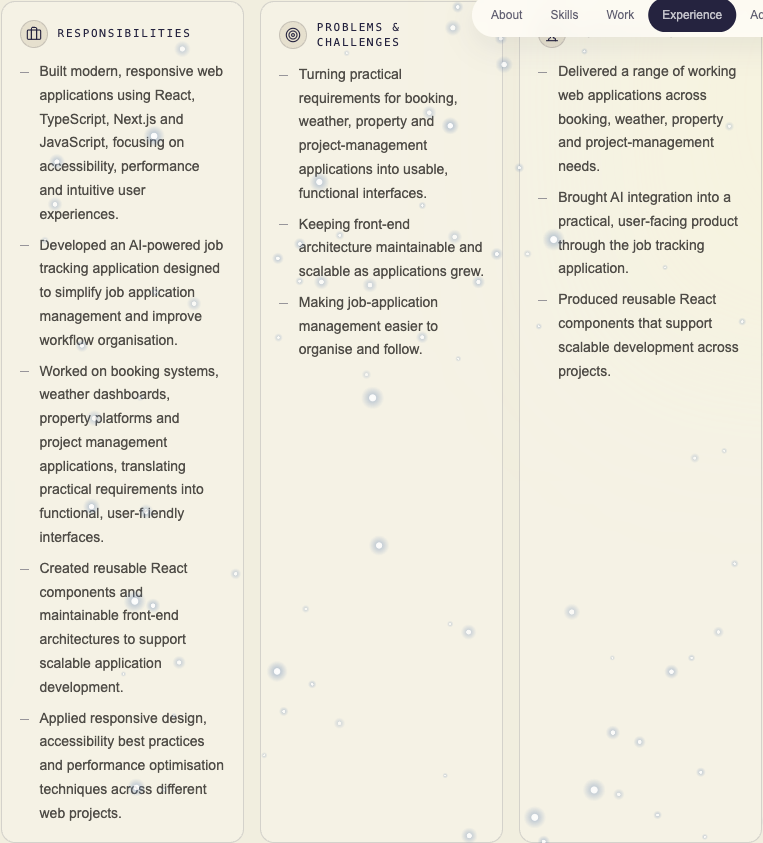 About
Skills
Work
Experience
RESPONSIBILITIES
— Built modern, responsive web
applications using React,
TypeScript, Next.js and
JavaScript, focusing on
accessibility, performance
and intuitive user
experiences.
— Developed an AI-powered job
tracking application designed
to simplify job application
management and improve
workflow organisation.
— Worked on booking systems,
weather dashboards,
property platforms and
project management
applications, translating
practical requirements into
functional, user-friendly
interfaces.
— Created reusable React
components and
maintainable front-end
architectures to support
scalable application
development.
— Applied responsive design,
accessibility best practices
and performance optimisation
techniques across different
web projects.
PROBLEMS &
CHALLENGES
— Turning practical
requirements for booking,
weather, property and
project-management
applications into usable,
functional interfaces.
— Keeping front-end
architecture maintainable and
scalable as applications grew.
— Making job-application
management easier to
organise and follow.
— Delivered a range of working
web applications across
booking, weather, property
and project-management
needs.
— Brought AI integration into a
practical, user-facing product
through the job tracking
application.
— Produced reusable React
components that support
scalable development across
projects.